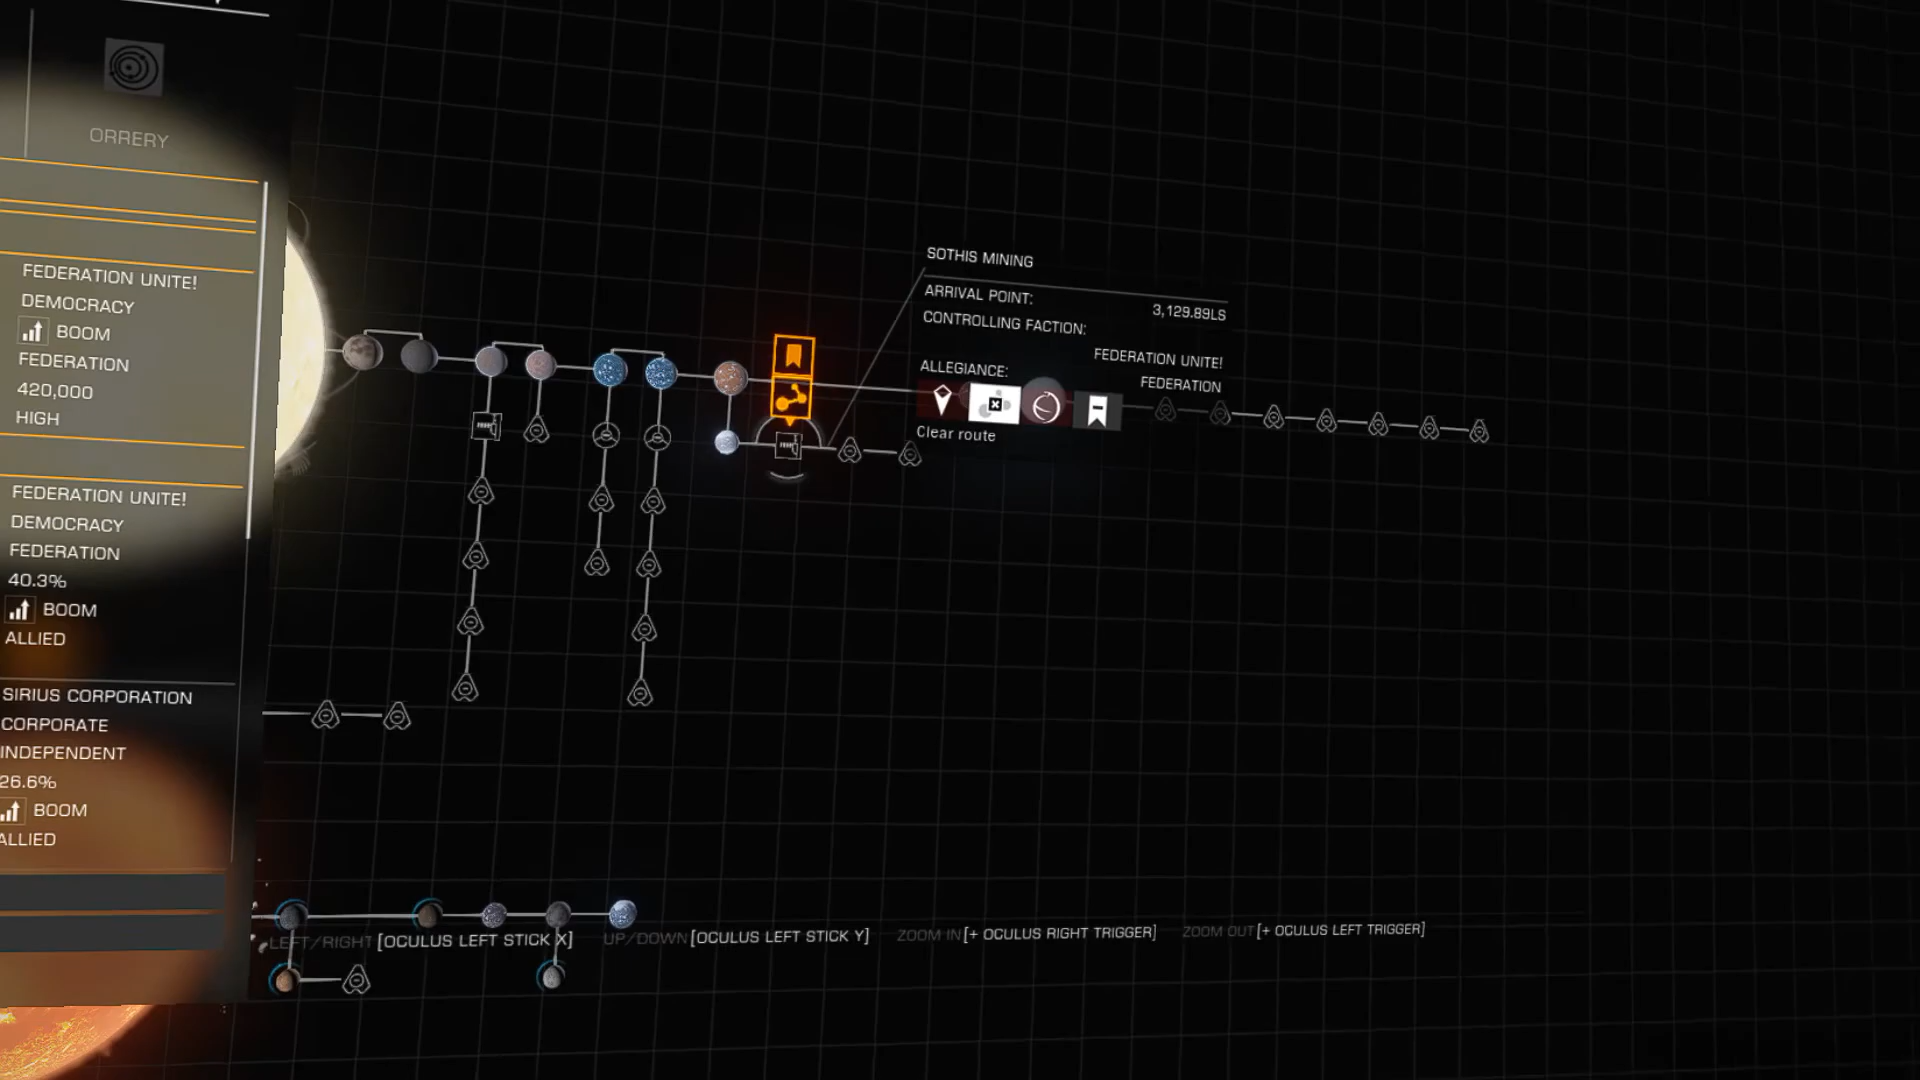 ORRERY
FEDERATION UNITE!
DEMOCRACY
BOOM
FEDERATION
420,000
HIGH
FEDERATION UNITE!
DEMOCRACY
FEDERATION
40.3%
BOOM
ALLIED
SIRIUS CORPORATION
CORPORATE
INDEPENDENT
26.6%
BOOM
ALLIED
SOTHIS MINING
ARRIVAL POINT: 3,129.89LS
CONTROLLING FACTION:
FEDERATION UNITE!
ALLEGIANCE: FEDERATION
Clear route
LEFT/RIGHT [OCULUS LEFT STICK X] UP/DOWN [OCULUS LEFT STICK Y] ZOOM IN [+ OCULUS RIGHT TRIGGER] ZOOM OUT [+ OCULUS LEFT TRIGGER]